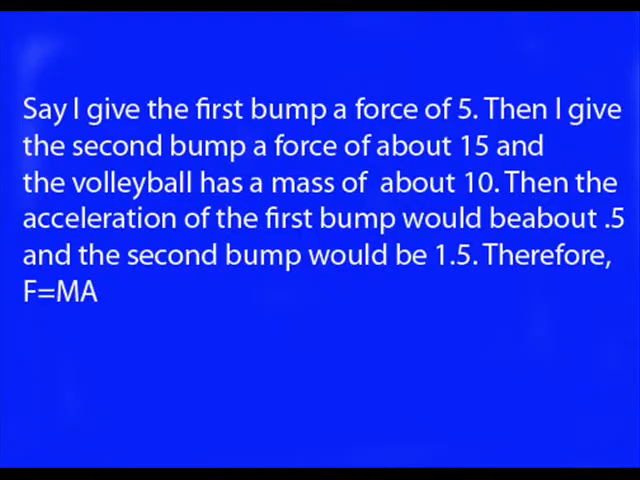 Say I give the first bump a force of 5. Then I give
the second bump a force of about 15 and
the volleyball has a mass of  about 10. Then the
acceleration of the first bump would beabout .5
and the second bump would be 1.5. Therefore,
F=MA